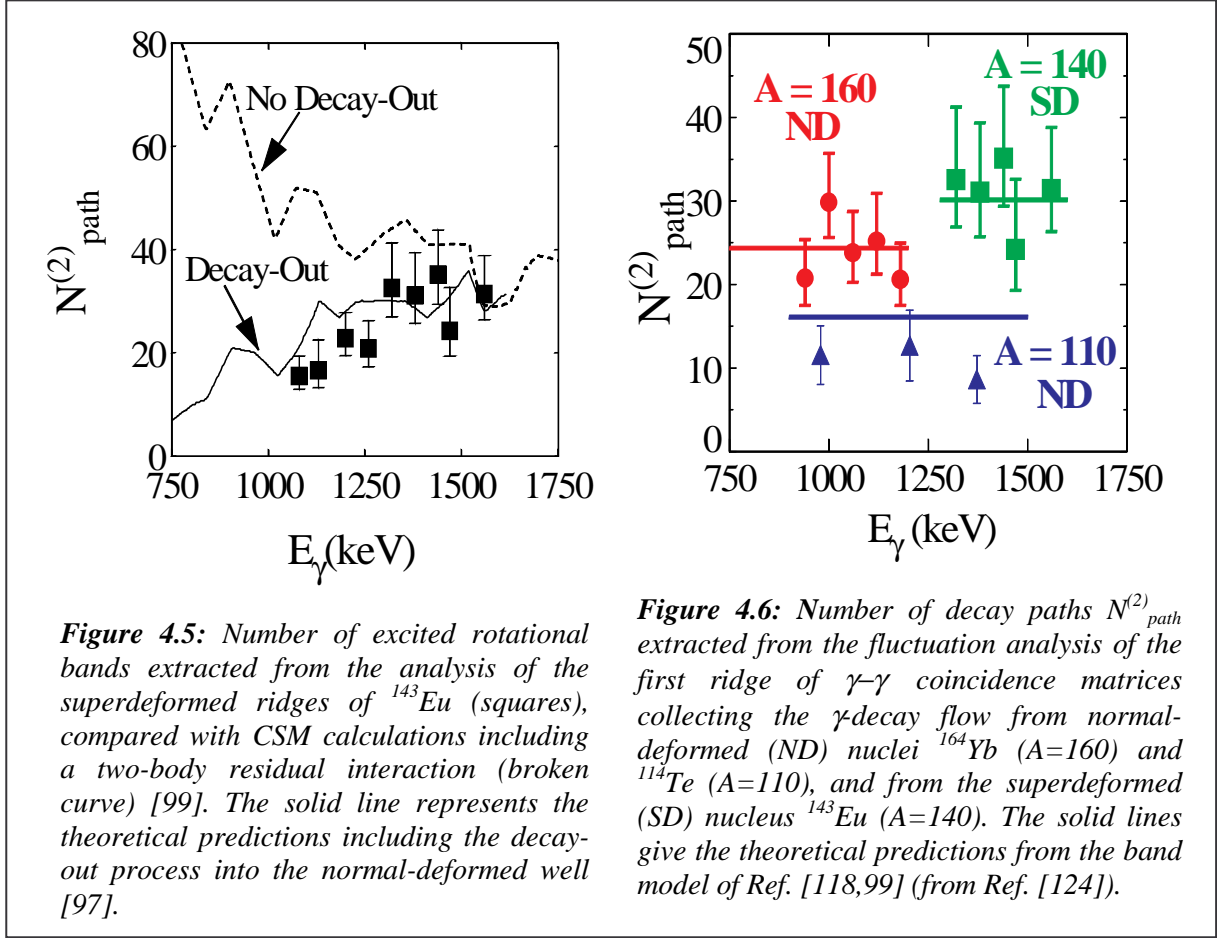 80
60
40
20
0
N(2)path
No Decay-Out
Decay-Out
750 1000 1250 1500 1750
Eγ(keV)
Figure 4.5: Number of excited rotational
bands extracted from the analysis of the
superdeformed ridges of 143Eu (squares),
compared with CSM calculations including
a two-body residual interaction (broken
curve) [99]. The solid line represents the
theoretical predictions including the decay-
out process into the normal-deformed well
[97].
50
40
30
20
10
0
N(2)path
A = 160
ND
A = 140
SD
A = 110
ND
750 1000 1250 1500 1750
Eγ (keV)
Figure 4.6: Number of decay paths N(2)path
extracted from the fluctuation analysis of the
first ridge of γ–γ coincidence matrices
collecting the γ-decay flow from normal-
deformed (ND) nuclei 164Yb (A=160) and
114Te (A=110), and from the superdeformed
(SD) nucleus 143Eu (A=140). The solid lines
give the theoretical predictions from the band
model of Ref. [118,99] (from Ref. [124]).